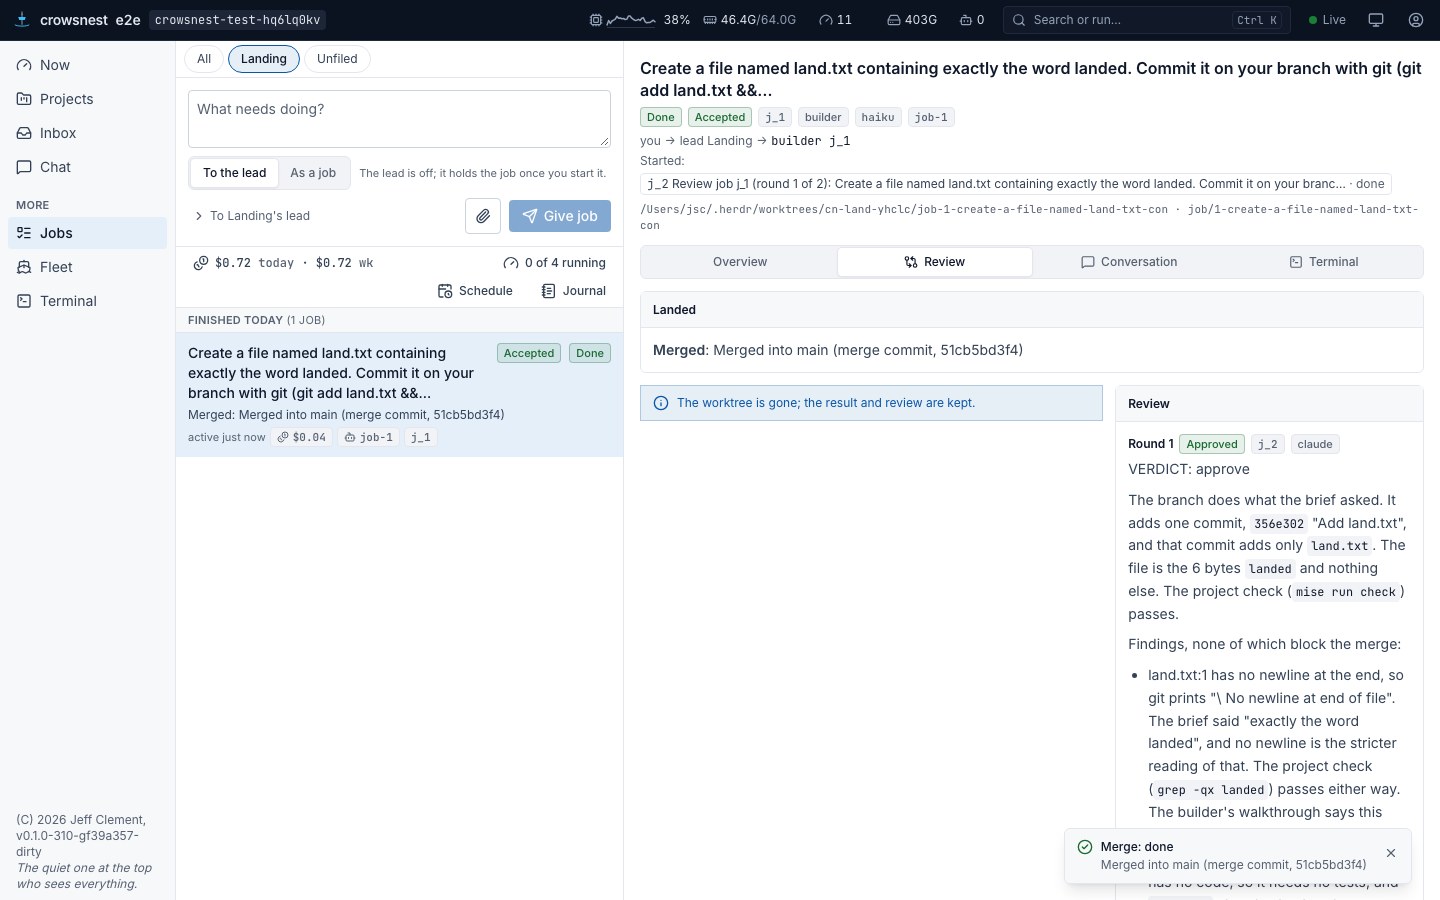 crowsnest e2e crowsnest-test-hq6lq0kv
38% 46.4G/64.0G 11 403G 0 Search or run... Ctrl K Live
Now
Projects
Inbox
Chat
MORE
Jobs
Fleet
Terminal
(C) 2026 Jeff Clement,
v0.1.0-310-gf39a357-
dirty
The quiet one at the top
who sees everything.
All Landing Unfiled
What needs doing?
To the lead As a job The lead is off; it holds the job once you start it.
To Landing's lead Give job
$0.72 today · $0.72 wk 0 of 4 running
Schedule Journal
FINISHED TODAY (1 JOB)
Create a file named land.txt containing
exactly the word landed. Commit it on your
branch with git (git add land.txt &&...
Accepted Done
Merged: Merged into main (merge commit, 51cb5bd3f4)
active just now $0.04 job-1 j_1
Create a file named land.txt containing exactly the word landed. Commit it on your branch with git (git
add land.txt &&...
Done Accepted j_1 builder haiku job-1
you → lead Landing → builder j_1
Started:
j_2 Review job j_1 (round 1 of 2): Create a file named land.txt containing exactly the word landed. Commit it on your branc... · done
/Users/jsc/.herdr/worktrees/cn-land-yhclc/job-1-create-a-file-named-land-txt-con · job/1-create-a-file-named-land-txt-
con
Overview Review Conversation Terminal
Landed
Merged: Merged into main (merge commit, 51cb5bd3f4)
The worktree is gone; the result and review are kept.
Review
Round 1 Approved j_2 claude
VERDICT: approve
The branch does what the brief asked. It
adds one commit, 356e302 "Add land.txt",
and that commit adds only land.txt. The
file is the 6 bytes landed and nothing
else. The project check (mise run check)
passes.
Findings, none of which block the merge:
• land.txt:1 has no newline at the end, so
git prints "\ No newline at end of file".
The brief said "exactly the word
landed", and no newline is the stricter
reading of that. The project check
(grep -qx landed) passes either way.
The builder's walkthrough says this
Merge: done
Merged into main (merge commit, 51cb5bd3f4)
has no code, so it needs no tests, and